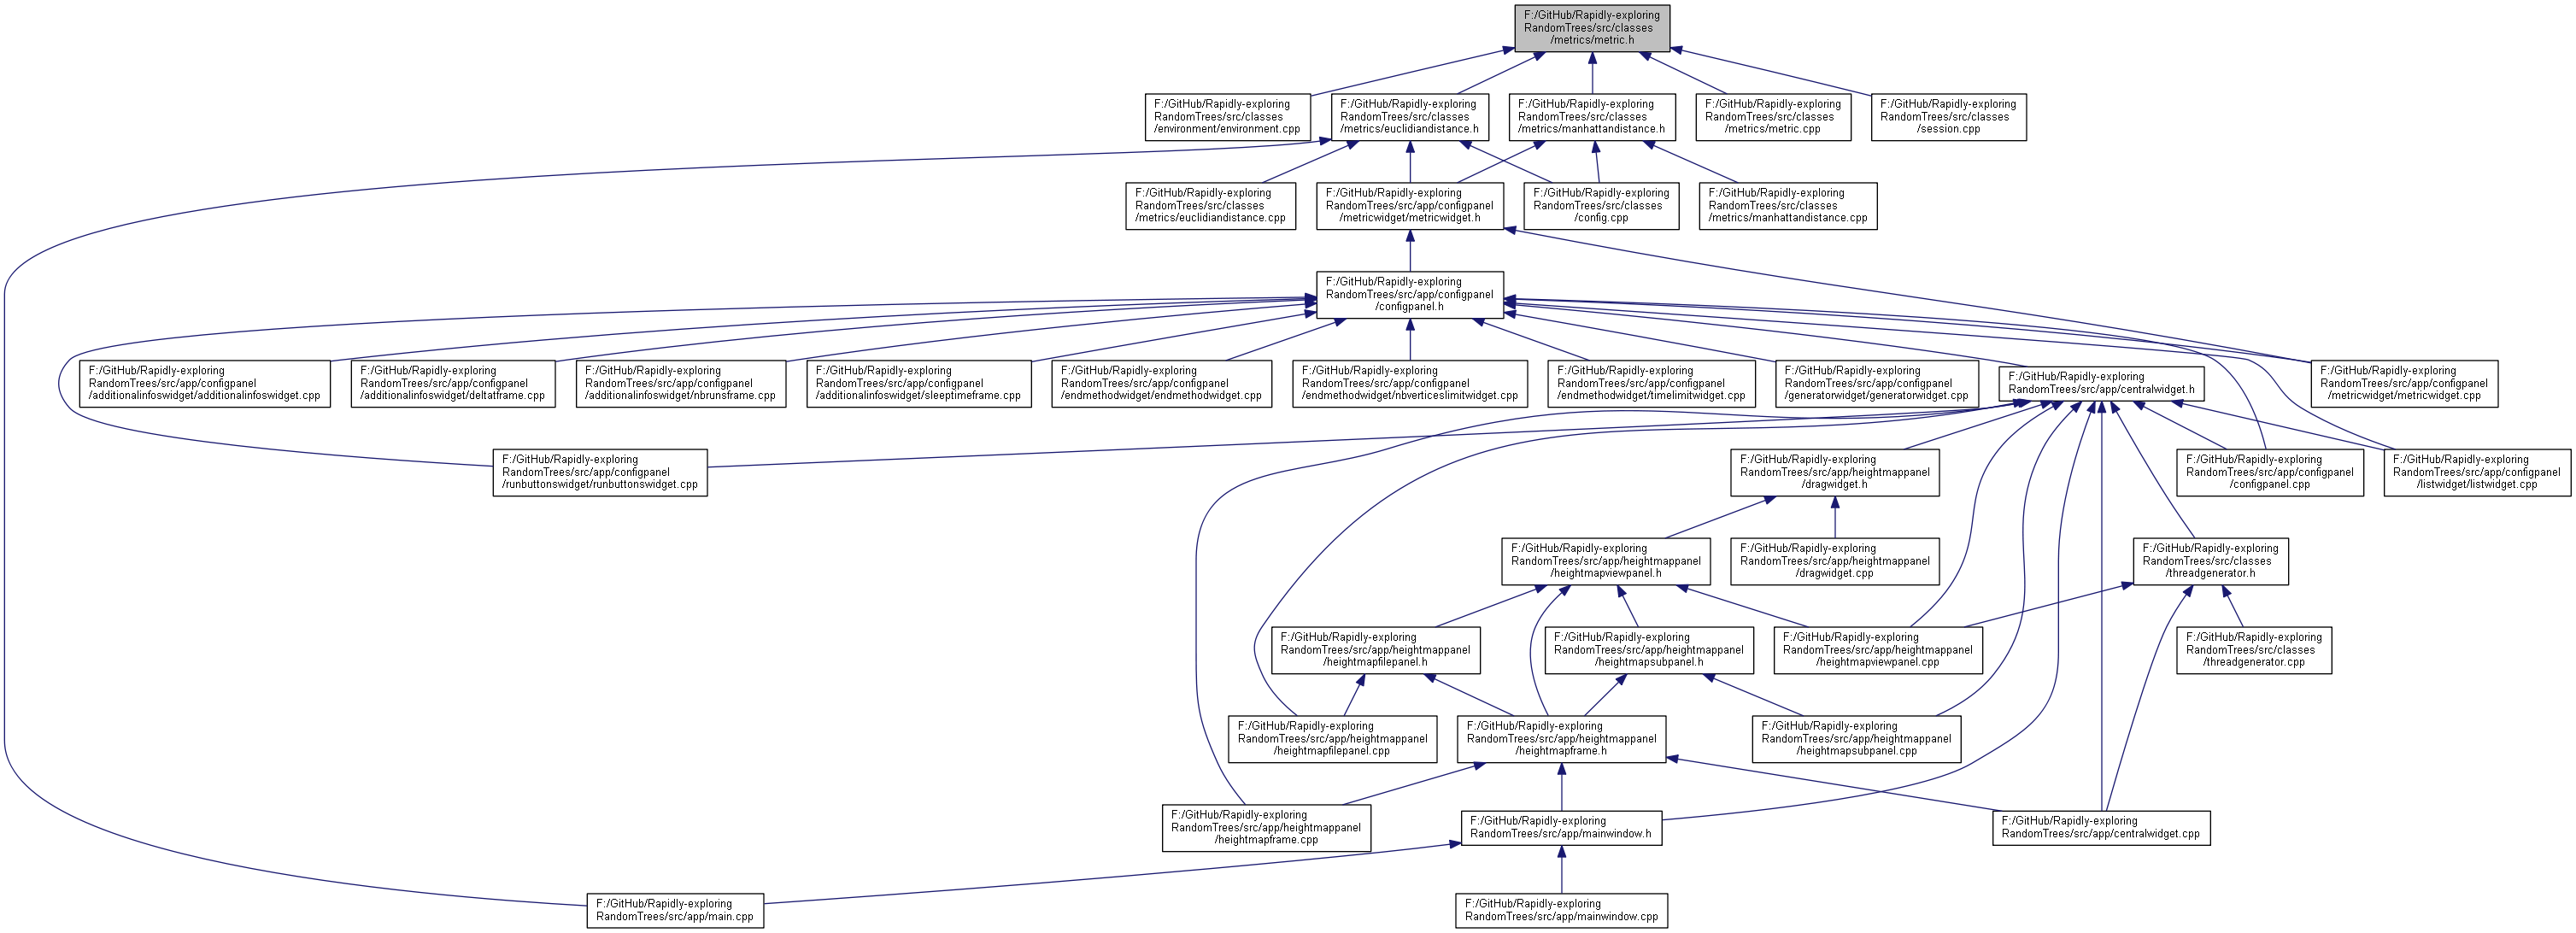 F:/GitHub/Rapidly-exploring
RandomTrees/src/classes
/metrics/metric.h
F:/GitHub/Rapidly-exploring
RandomTrees/src/classes
/environment/environment.cpp
F:/GitHub/Rapidly-exploring
RandomTrees/src/classes
/metrics/euclidiandistance.h
F:/GitHub/Rapidly-exploring
RandomTrees/src/classes
/metrics/manhattandistance.h
F:/GitHub/Rapidly-exploring
RandomTrees/src/classes
/metrics/metric.cpp
F:/GitHub/Rapidly-exploring
RandomTrees/src/classes
/session.cpp
F:/GitHub/Rapidly-exploring
RandomTrees/src/classes
/metrics/euclidiandistance.cpp
F:/GitHub/Rapidly-exploring
RandomTrees/src/app/configpanel
/metricwidget/metricwidget.h
F:/GitHub/Rapidly-exploring
RandomTrees/src/classes
/config.cpp
F:/GitHub/Rapidly-exploring
RandomTrees/src/classes
/metrics/manhattandistance.cpp
F:/GitHub/Rapidly-exploring
RandomTrees/src/app/configpanel
/configpanel.h
F:/GitHub/Rapidly-exploring
RandomTrees/src/app/configpanel
/additionalinfoswidget/additionalinfoswidget.cpp
F:/GitHub/Rapidly-exploring
RandomTrees/src/app/configpanel
/additionalinfoswidget/deltatframe.cpp
F:/GitHub/Rapidly-exploring
RandomTrees/src/app/configpanel
/additionalinfoswidget/nbrunsframe.cpp
F:/GitHub/Rapidly-exploring
RandomTrees/src/app/configpanel
/additionalinfoswidget/sleeptimeframe.cpp
F:/GitHub/Rapidly-exploring
RandomTrees/src/app/configpanel
/endmethodwidget/endmethodwidget.cpp
F:/GitHub/Rapidly-exploring
RandomTrees/src/app/configpanel
/endmethodwidget/nbverticeslimitwidget.cpp
F:/GitHub/Rapidly-exploring
RandomTrees/src/app/configpanel
/endmethodwidget/timelimitwidget.cpp
F:/GitHub/Rapidly-exploring
RandomTrees/src/app/configpanel
/generatorwidget/generatorwidget.cpp
F:/GitHub/Rapidly-exploring
RandomTrees/src/app/centralwidget.h
F:/GitHub/Rapidly-exploring
RandomTrees/src/app/configpanel
/metricwidget/metricwidget.cpp
F:/GitHub/Rapidly-exploring
RandomTrees/src/app/configpanel
/runbuttonswidget/runbuttonswidget.cpp
F:/GitHub/Rapidly-exploring
RandomTrees/src/app/heightmappanel
/dragwidget.h
F:/GitHub/Rapidly-exploring
RandomTrees/src/app/configpanel
/configpanel.cpp
F:/GitHub/Rapidly-exploring
RandomTrees/src/app/configpanel
/listwidget/listwidget.cpp
F:/GitHub/Rapidly-exploring
RandomTrees/src/app/heightmappanel
/heightmapviewpanel.h
F:/GitHub/Rapidly-exploring
RandomTrees/src/app/heightmappanel
/dragwidget.cpp
F:/GitHub/Rapidly-exploring
RandomTrees/src/classes
/threadgenerator.h
F:/GitHub/Rapidly-exploring
RandomTrees/src/app/heightmappanel
/heightmapfilepanel.h
F:/GitHub/Rapidly-exploring
RandomTrees/src/app/heightmappanel
/heightmapsubpanel.h
F:/GitHub/Rapidly-exploring
RandomTrees/src/app/heightmappanel
/heightmapviewpanel.cpp
F:/GitHub/Rapidly-exploring
RandomTrees/src/classes
/threadgenerator.cpp
F:/GitHub/Rapidly-exploring
RandomTrees/src/app/heightmappanel
/heightmapfilepanel.cpp
F:/GitHub/Rapidly-exploring
RandomTrees/src/app/heightmappanel
/heightmapframe.h
F:/GitHub/Rapidly-exploring
RandomTrees/src/app/heightmappanel
/heightmapsubpanel.cpp
F:/GitHub/Rapidly-exploring
RandomTrees/src/app/heightmappanel
/heightmapframe.cpp
F:/GitHub/Rapidly-exploring
RandomTrees/src/app/mainwindow.h
F:/GitHub/Rapidly-exploring
RandomTrees/src/app/centralwidget.cpp
F:/GitHub/Rapidly-exploring
RandomTrees/src/app/main.cpp
F:/GitHub/Rapidly-exploring
RandomTrees/src/app/mainwindow.cpp